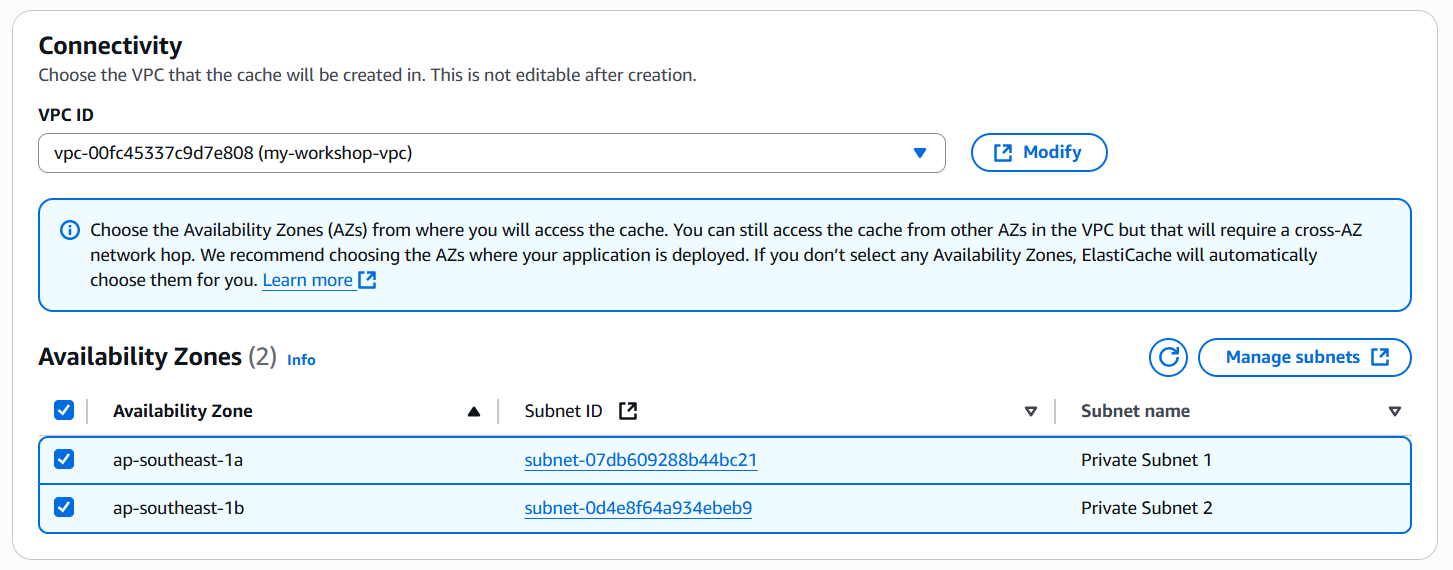 Connectivity
Choose the VPC that the cache will be created in. This is not editable after creation.
VPC ID
vpc-00fc45337c9d7e808 (my-workshop-vpc)
Modify
Choose the Availability Zones (AZs) from where you will access the cache. You can still access the cache from other AZs in the VPC but that will require a cross-AZ
network hop. We recommend choosing the AZs where your application is deployed. If you don’t select any Availability Zones, ElastiCache will automatically
choose them for you. Learn more
Availability Zones (2) Info
Manage subnets
Availability Zone Subnet ID Subnet name
ap-southeast-1a subnet-07db609288b44bc21 Private Subnet 1
ap-southeast-1b subnet-0d4e8f64a934ebeb9 Private Subnet 2